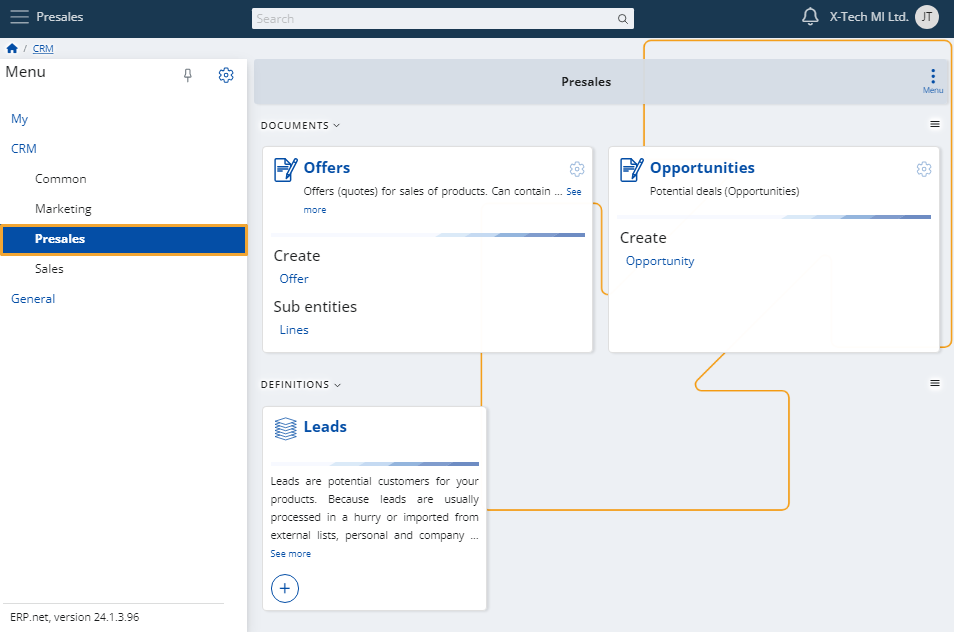 Presales
Search
X-Tech MI Ltd.
JT
/ CRM
Menu
My
CRM
Common
Marketing
Presales
Sales
General
ERP.net, version 24.1.3.96
Presales
Menu
DOCUMENTS
Offers
Offers (quotes) for sales of products. Can contain ... See
more
Create
Offer
Sub entities
Lines
Opportunities
Potential deals (Opportunities)
Create
Opportunity
DEFINITIONS
Leads
Leads are potential customers for your
products. Because leads are usually
processed in a hurry or imported from
external lists, personal and company ...
See more